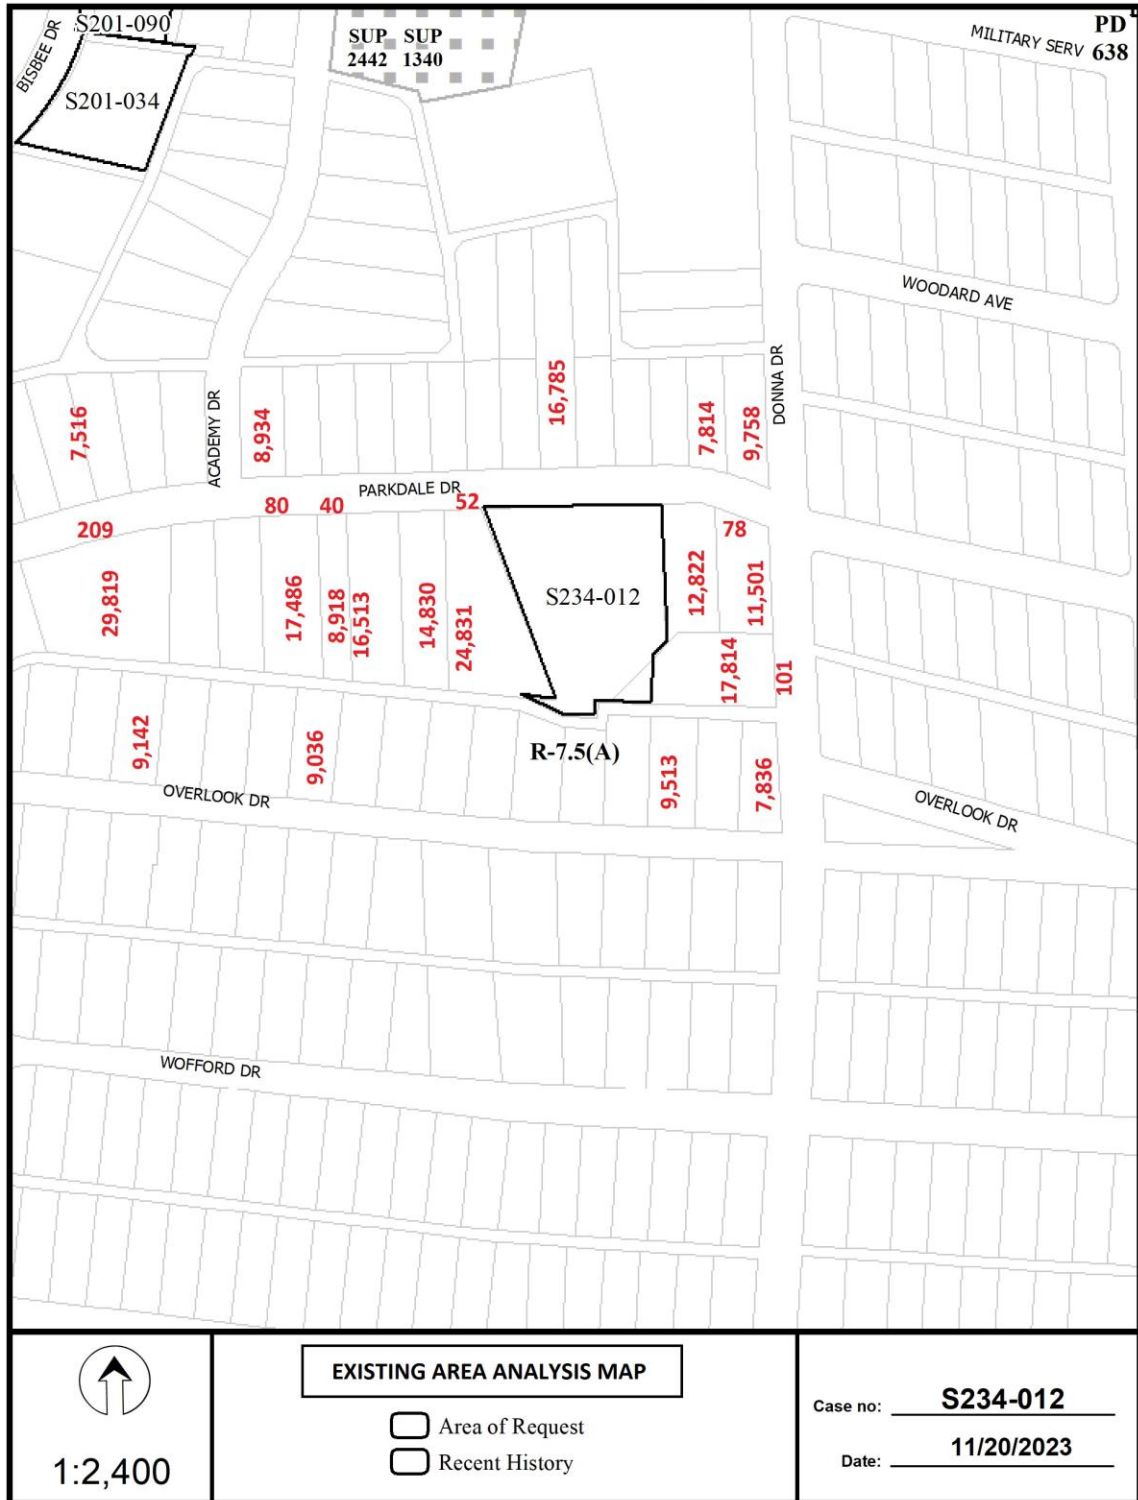 S201-090
BISBEE DR
S201-034
SUP SUP
2442 1340
PD
MILITARY SERV 638
WOODARD AVE
DONNA DR
ACADEMY DR
7,516
8,934
16,785
7,814
9,758
PARKDALE DR
209
80
40
52
78
29,819
17,486
8,918
16,513
14,830
24,831
S234-012
12,822
11,501
17,814
101
9,142
9,036
R-7.5(A)
9,513
7,836
OVERLOOK DR
OVERLOOK DR
WOFFORD DR
1:2,400
EXISTING AREA ANALYSIS MAP
Area of Request
Recent History
Case no: S234-012
Date: 11/20/2023